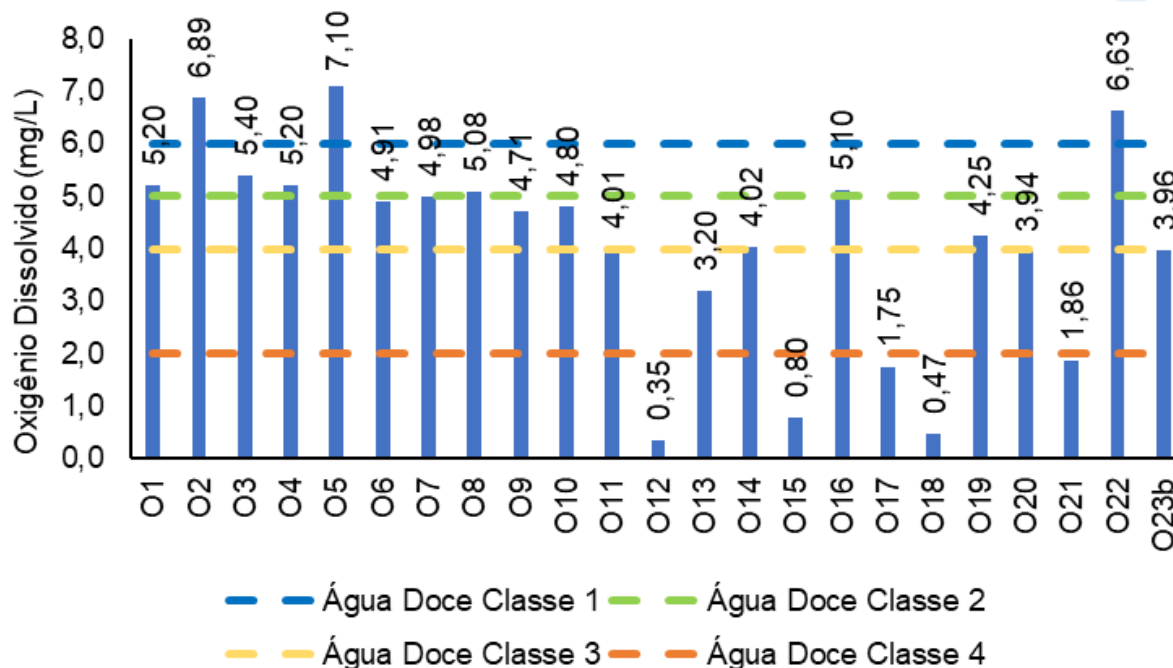 Oxigênio Dissolvido (mg/L)
8,0
7,0
6,0
5,0
4,0
3,0
2,0
1,0
0,0
5,20
6,89
5,40
5,20
7,10
4,91
4,98
5,08
4,71
4,80
4,01
0,35
3,20
4,02
0,80
5,10
1,75
0,47
4,25
3,94
1,86
6,63
3,96
O1
O2
O3
O4
O5
O6
O7
O8
O9
O10
O11
O12
O13
O14
O15
O16
O17
O18
O19
O20
O21
O22
O23b
Água Doce Classe 1
Água Doce Classe 2
Água Doce Classe 3
Água Doce Classe 4